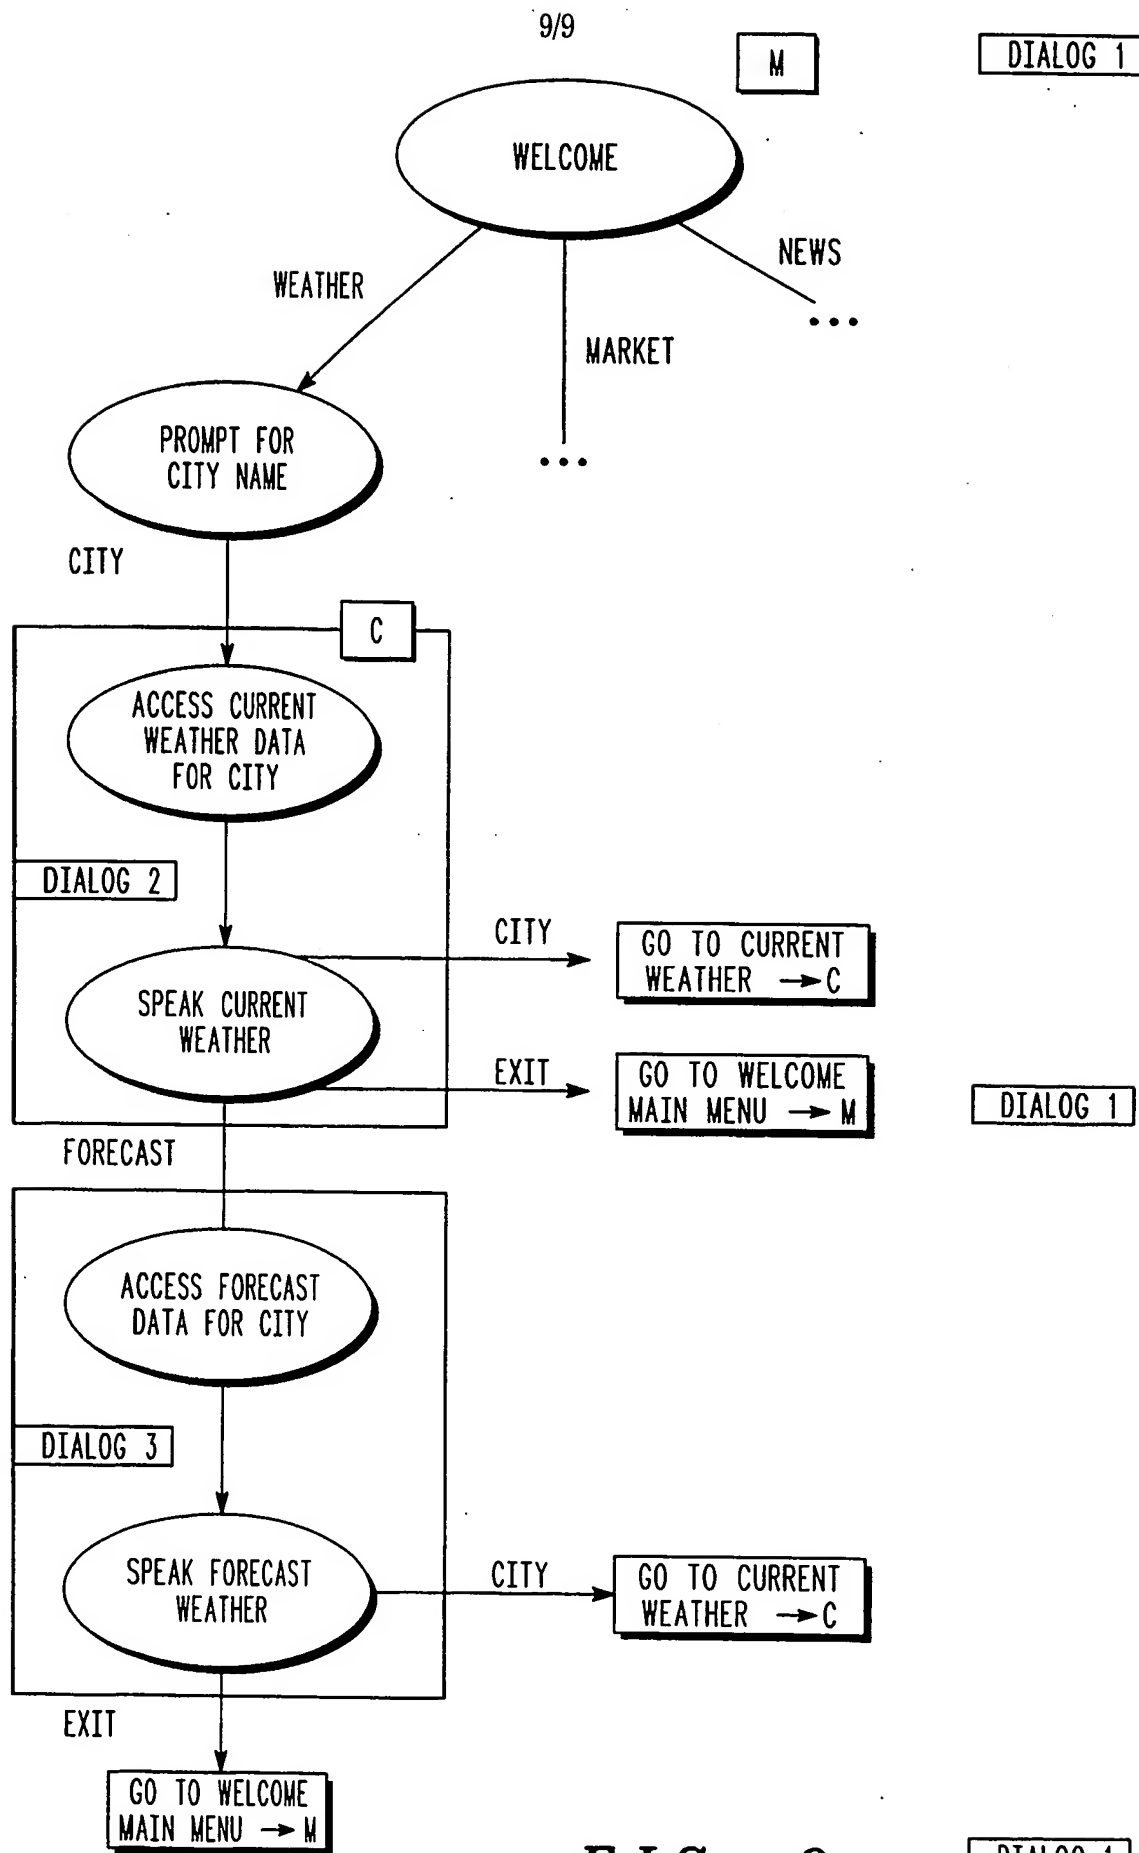 9/9
M
DIALOG 1
WELCOME
NEWS
WEATHER
MARKET
...
...
PROMPT FOR
CITY NAME
CITY
C
ACCESS CURRENT
WEATHER DATA
FOR CITY
DIALOG 2
CITY
GO TO CURRENT
WEATHER → C
SPEAK CURRENT
WEATHER
EXIT
GO TO WELCOME
MAIN MENU → M
DIALOG 1
FORECAST
ACCESS FORECAST
DATA FOR CITY
DIALOG 3
SPEAK FORECAST
WEATHER
CITY
GO TO CURRENT
WEATHER → C
EXIT
GO TO WELCOME
MAIN MENU → M
DIALOG 1